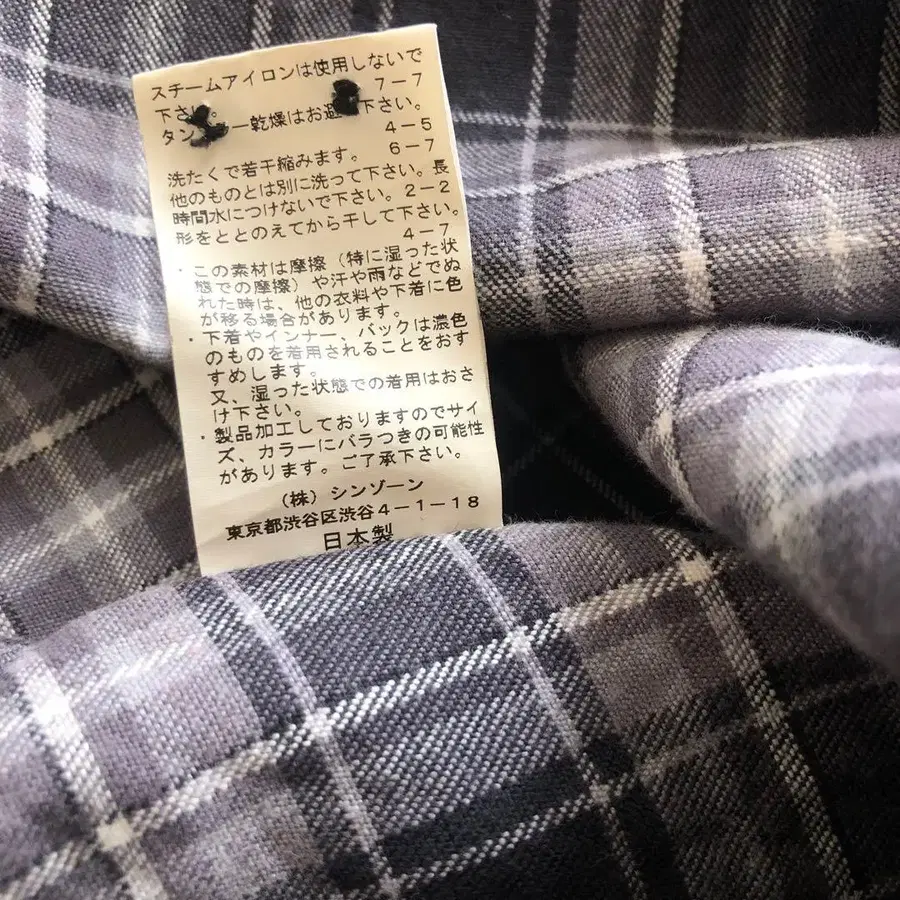 スチームアイロンは使用しないで
7-7
下さい。
タン ー乾燥はお 下さい。
4-5
6-7
洗たくで若干縮みます。
他のものとは別に洗って下さい。長
時間水につけないで下さい。2-2
形をととのえてから干して下さい。
4-7
・この素材は摩擦（特に湿った状
態での摩擦）や汗や雨などでぬ
れた時は、他の衣料や下着に色
が移る場合があります。
・下着やインナー、バックは濃色
のものを着用されることをおす
すめします。
又、湿った状態での着用はおさ
け下さい。
・製品加工しておりますのでサイ
ズ、カラーにバラつきの可能性
があります。ご了承下さい。
（株）シンゾーン
東京都渋谷区渋谷4-1-18
日本製